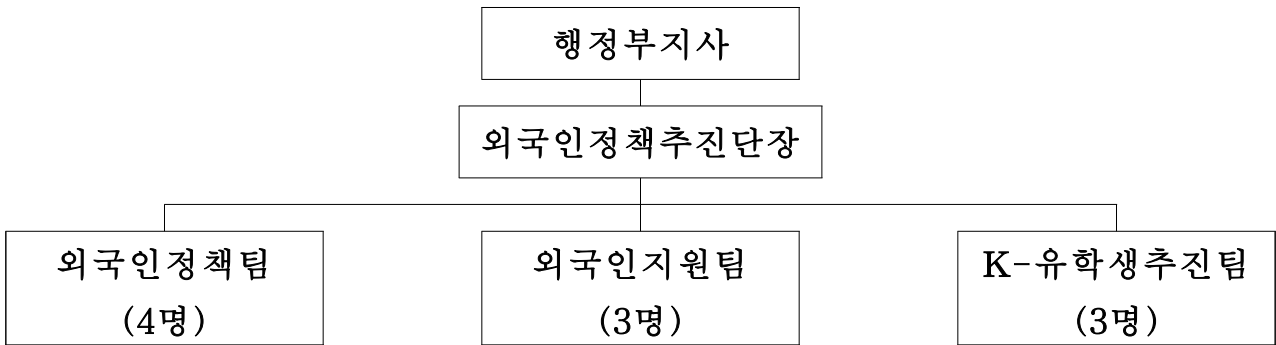 행정부지사
외국인정책추진단장
외국인정책팀
(4명)
외국인지원팀
(3명)
K-유학생추진팀
(3명)